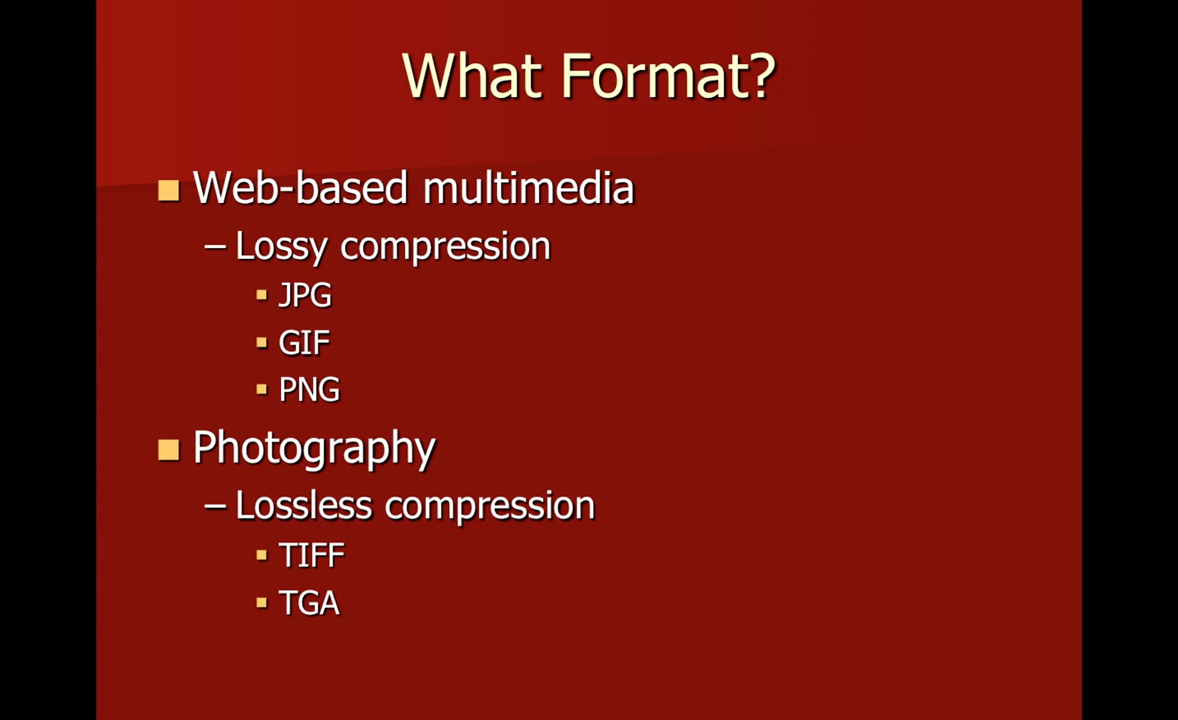 What Format?
Web-based multimedia
– Lossy compression
JPG
GIF
PNG
Photography
– Lossless compression
TIFF
TGA